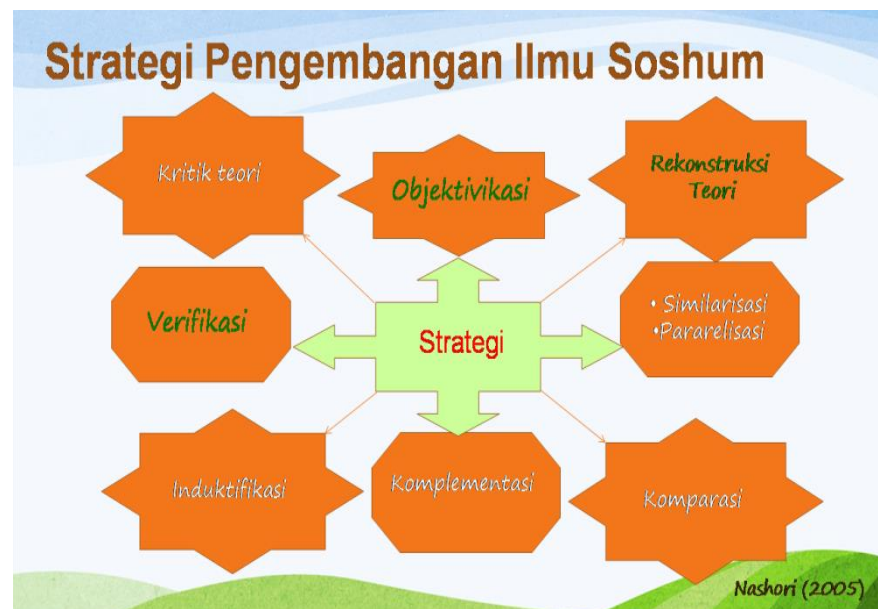 Strategi Pengembangan Ilmu Soshum
Kritik teori
Objektivikasi
Rekonstruksi
Teori
Verifikasi
Strategi
• Similarisasi
•Pararelisasi
Induktifikasi
Komplementasi
Komparasi
Nashori (2005)